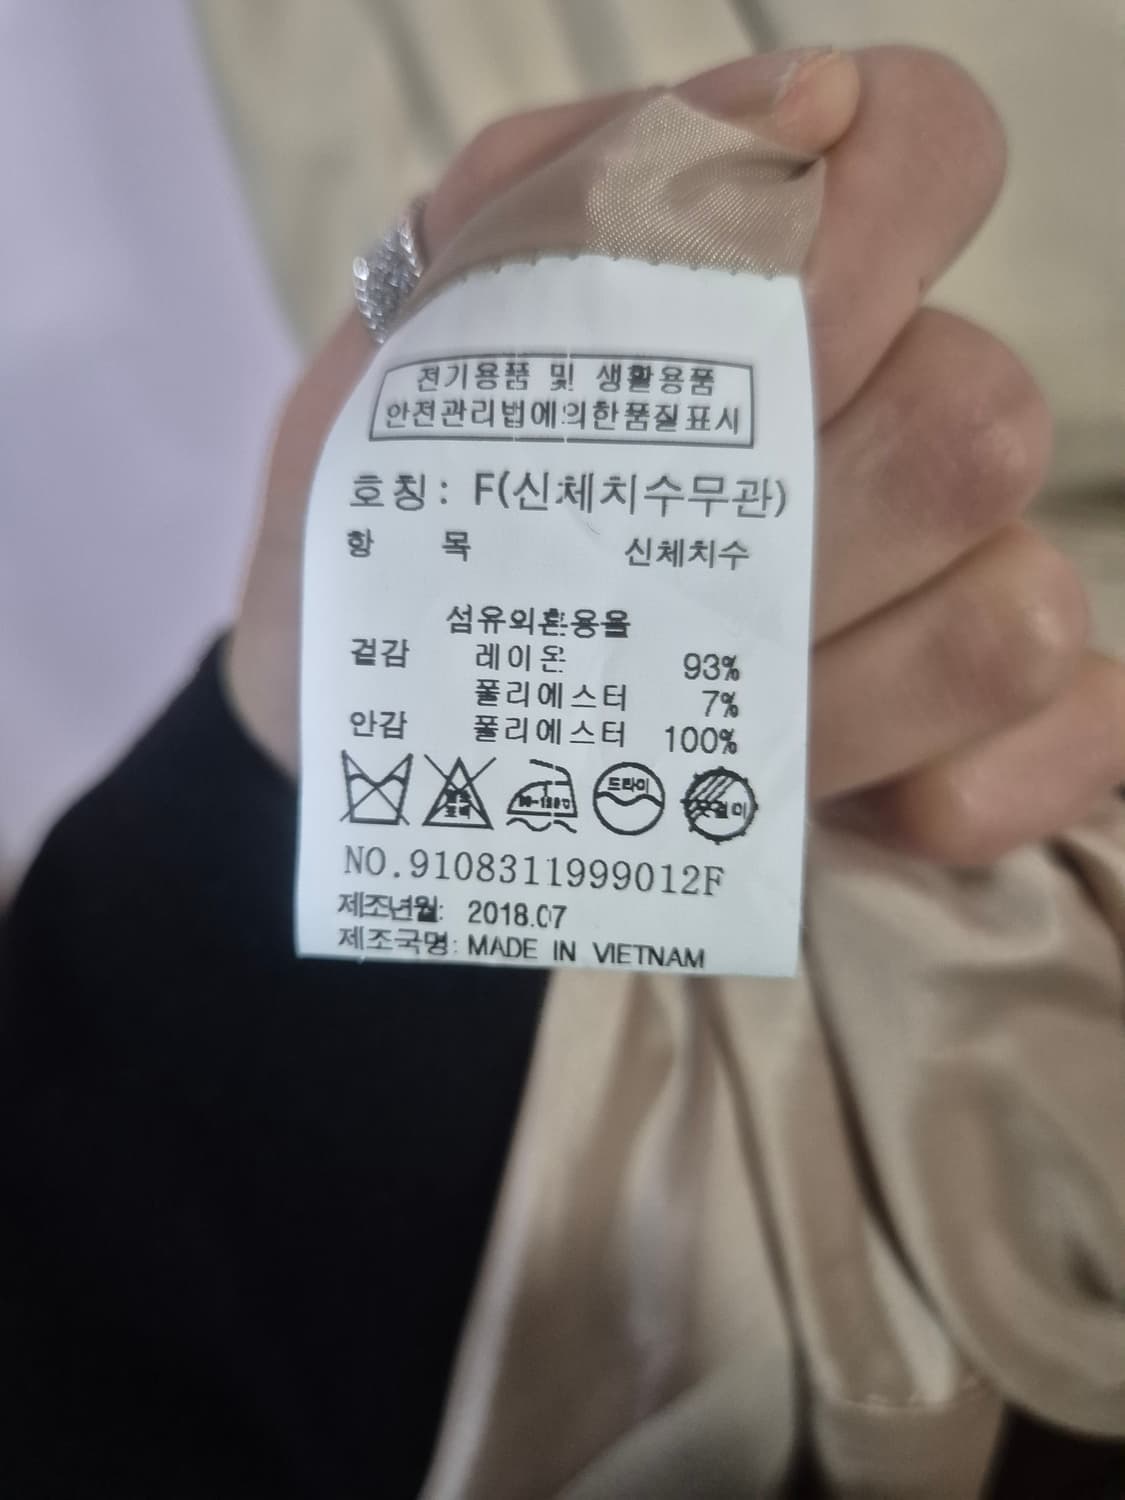 전기용품 및 생활용품
안전관리법에의한품질표시
호칭: F(신체치수무관)
항 목 신체치수
섬유의혼용율
겉감 레이온 93%
폴리에스터 7%
안감 폴리에스터 100%
드라이
NO.9108311999012F
제조년월: 2018.07
제조국명: MADE IN VIETNAM